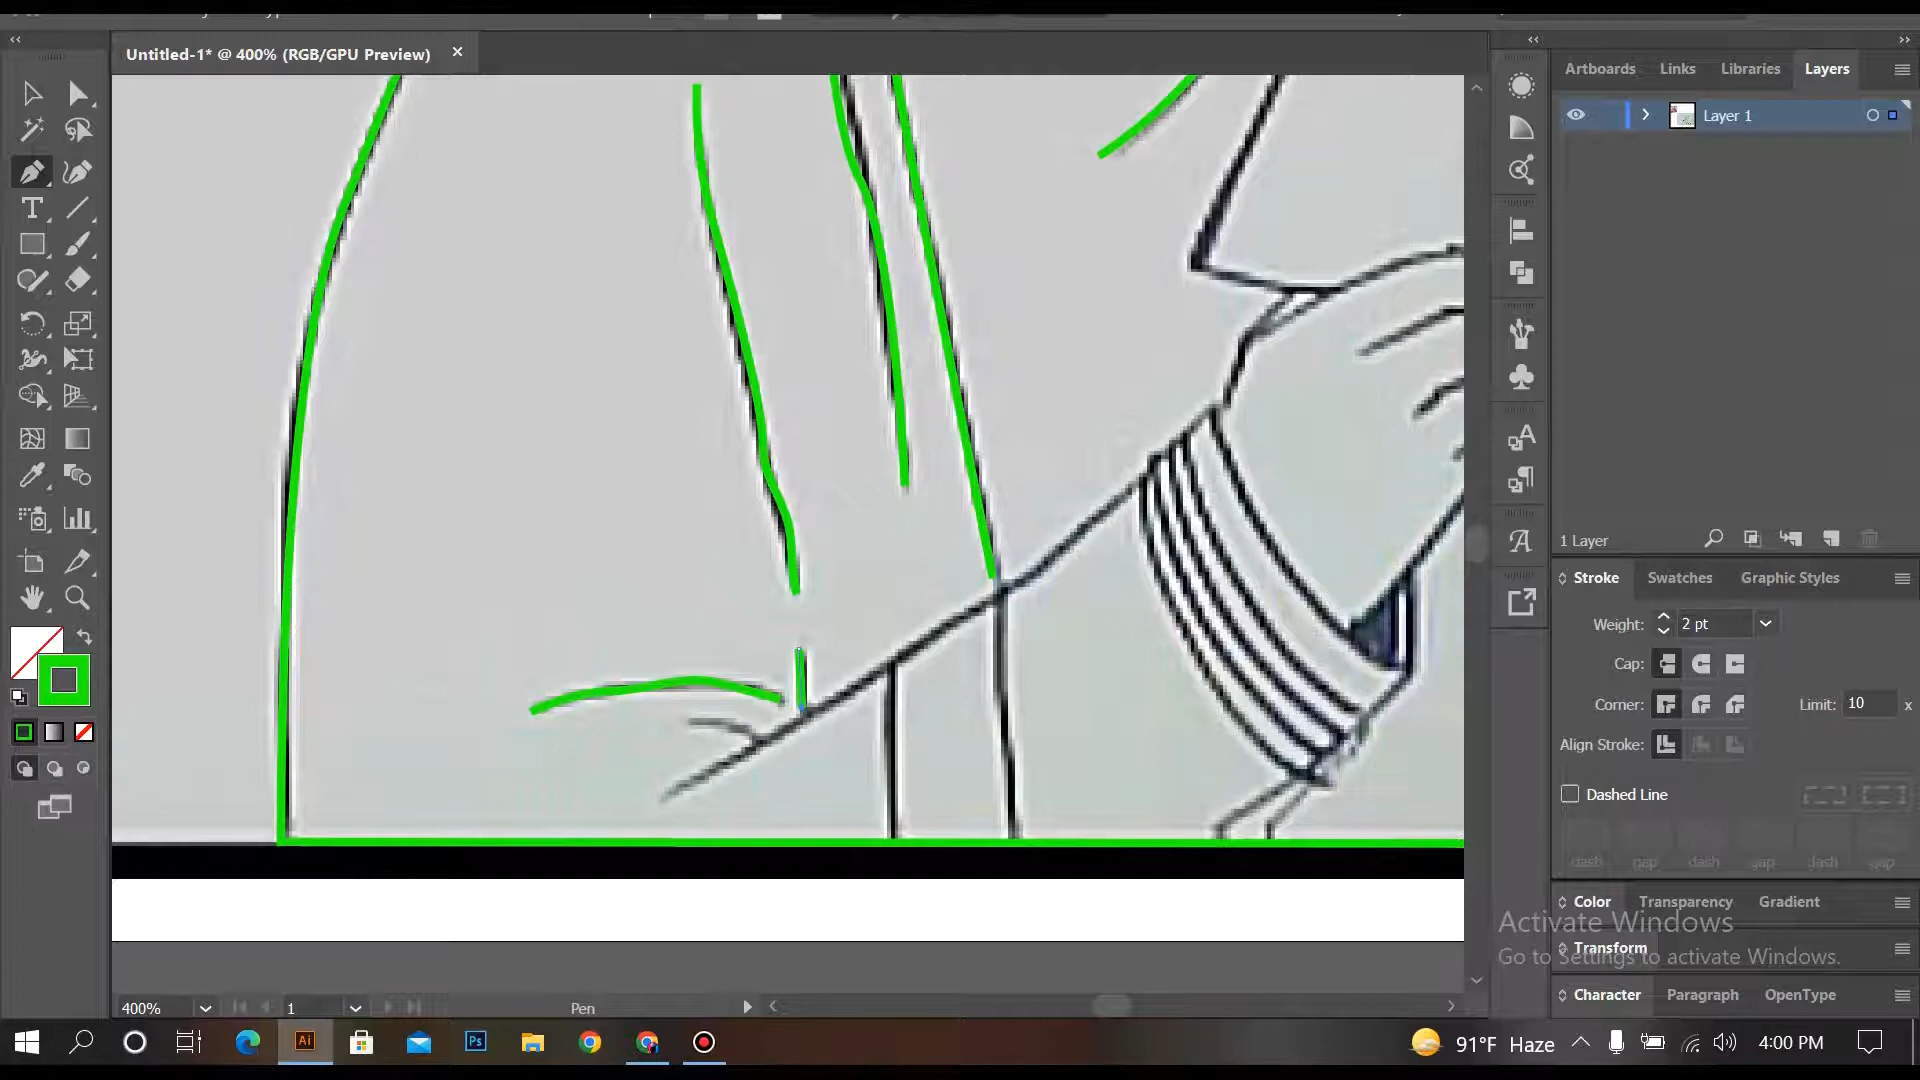 Untitled-1* @ 400% (RGB/GPU Preview)
Artboards Links Libraries Layers
Layer 1
1 Layer
Stroke Swatches Graphic Styles
Weight: 2 pt
Cap:
Corner: Limit: 10 x
Align Stroke:
Dashed Line
dash gap dash gap dash gap
Color Transparency Gradient
Activate Windows
Transform
Go to Settings to activate Windows.
Character Paragraph OpenType
400% 1 Pen
Ai Ps 91°F Haze 4:00 PM